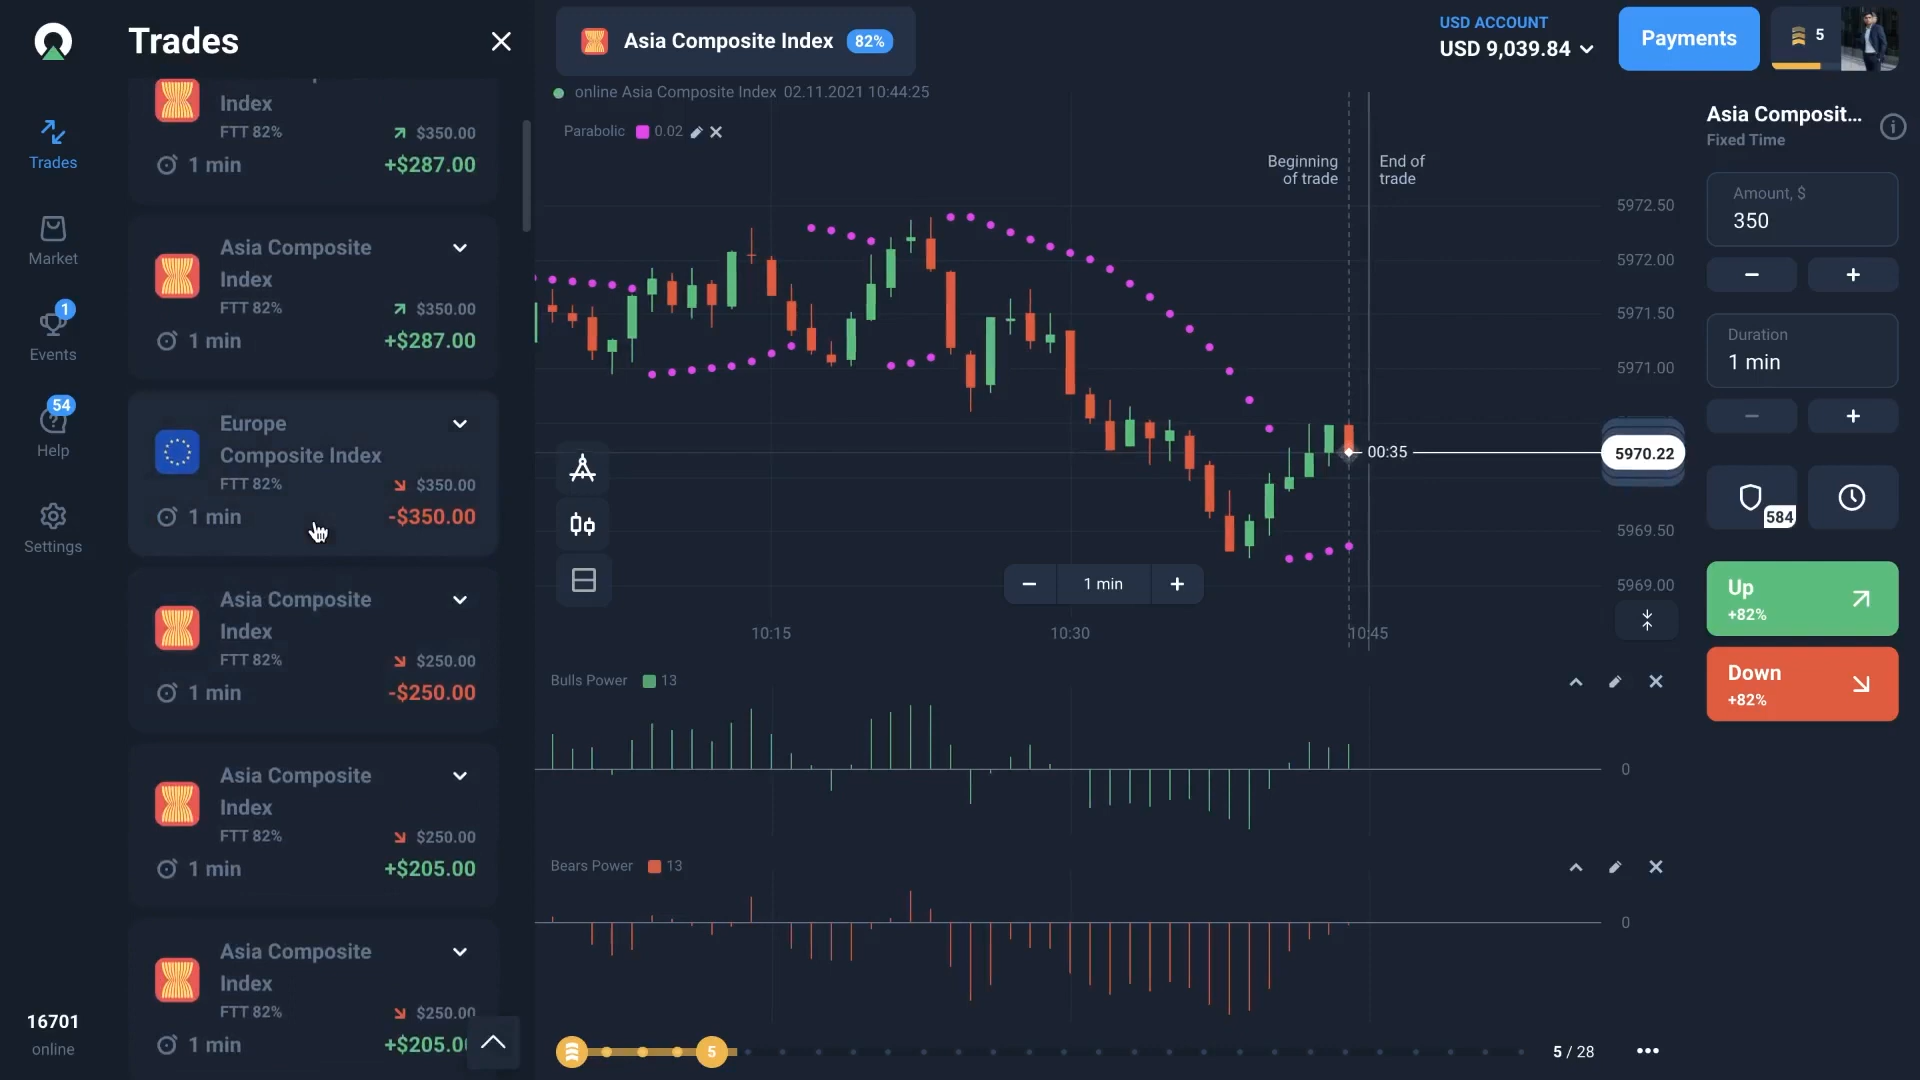 Trades
Trades
Market
1
Events
54
Help
Settings
16701
online
Index
FTT 82%
$350.00
1 min
+$287.00
Asia Composite
Index
FTT 82%
$350.00
1 min
+$287.00
Europe
Composite Index
FTT 82%
$350.00
1 min
-$350.00
Asia Composite
Index
FTT 82%
$250.00
1 min
-$250.00
Asia Composite
Index
FTT 82%
$250.00
1 min
+$205.00
Asia Composite
Index
FTT 82%
$250.00
1 min
+$205.0
Asia Composite Index 82%
online Asia Composite Index 02.11.2021 10:44:25
Parabolic 0.02
Beginning
of trade
End of
trade
5972.50
5972.00
5971.50
5971.00
00:35
5970.22
5969.50
5969.00
1 min
10:15
10:30
10:45
Bulls Power 13
0
Bears Power 13
0
5
5 / 28
USD ACCOUNT
USD 9,039.84
Payments
5
Asia Composit...
Fixed Time
Amount, $
350
Duration
1 min
584
Up
+82%
Down
+82%